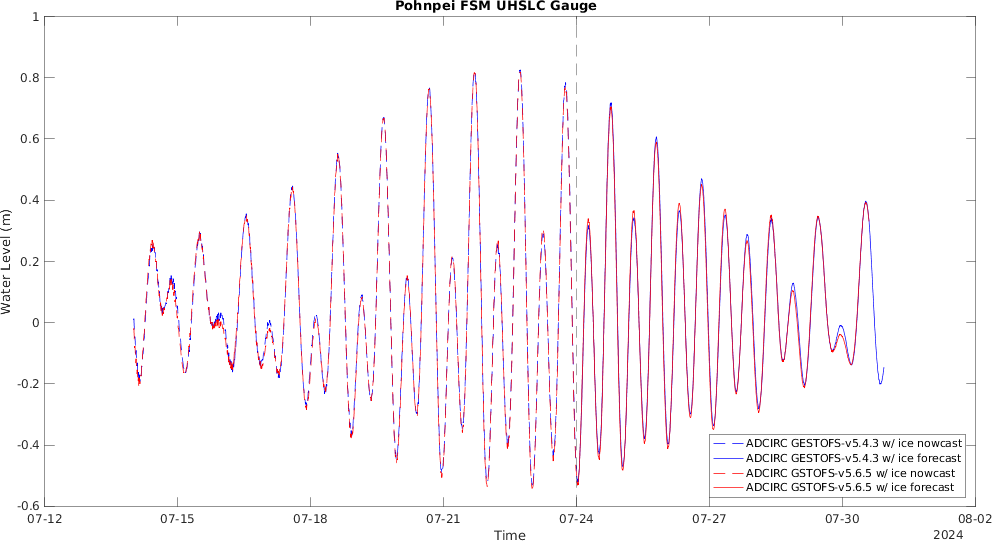 Pohnpei FSM UHSLC Gauge
1
0.8
0.6
0.4
0.2
0
-0.2
-0.4
-0.6
Water Level (m)
ADCIRC GESTOFS-v5.4.3 w/ ice nowcast
ADCIRC GESTOFS-v5.4.3 w/ ice forecast
ADCIRC GSTOFS-v5.6.5 w/ ice nowcast
ADCIRC GSTOFS-v5.6.5 w/ ice forecast
07-12 07-15 07-18 07-21 07-24 07-27 07-30 08-02
Time
2024